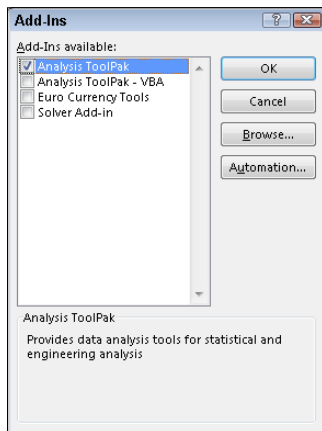 Add-Ins
Add-Ins available:
Analysis ToolPak
Analysis ToolPak - VBA
Euro Currency Tools
Solver Add-in
OK
Cancel
Browse...
Automation...
Analysis ToolPak
Provides data analysis tools for statistical and
engineering analysis